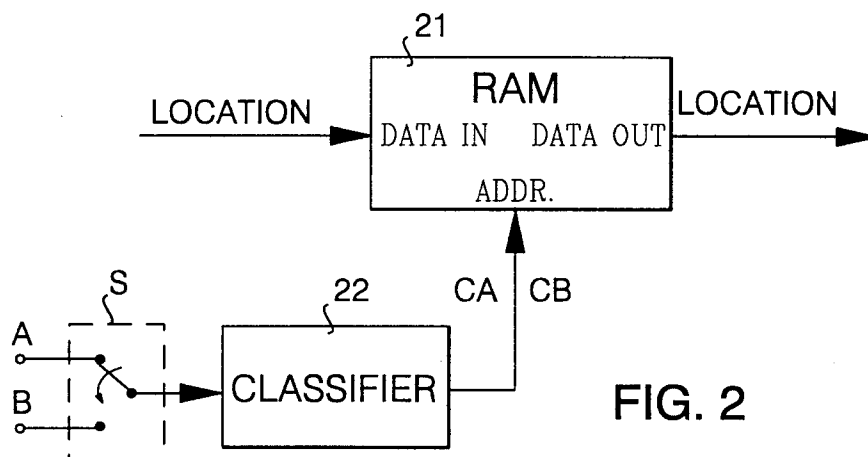 21
RAM
LOCATION
LOCATION
DATA IN DATA OUT
ADDR.
S
22
CA CB
A
CLASSIFIER
B
FIG. 2